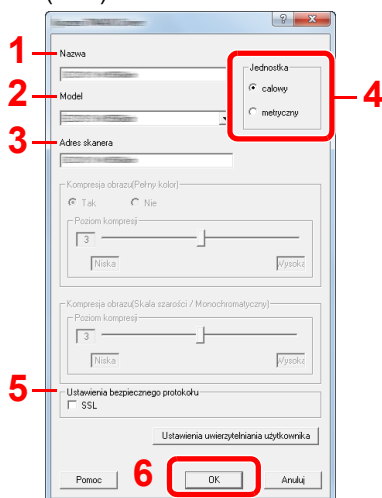 1
Nazwa
Jednostka
calowy
metryczny
4
2
Model
3
Adres skanera
Kompresja obrazu(Pełny kolor)
Tak
Nie
Poziom kompresji
3
Niska
Wysoka
Kompresja obrazu(Skala szarości / Monochromatyczny)
Poziom kompresji
3
Niska
Wysoka
5
Ustawienia bezpiecznego protokołu
SSL
Ustawienia uwierzytelniania użytkownika
Pomoc
6
OK
Anuluj